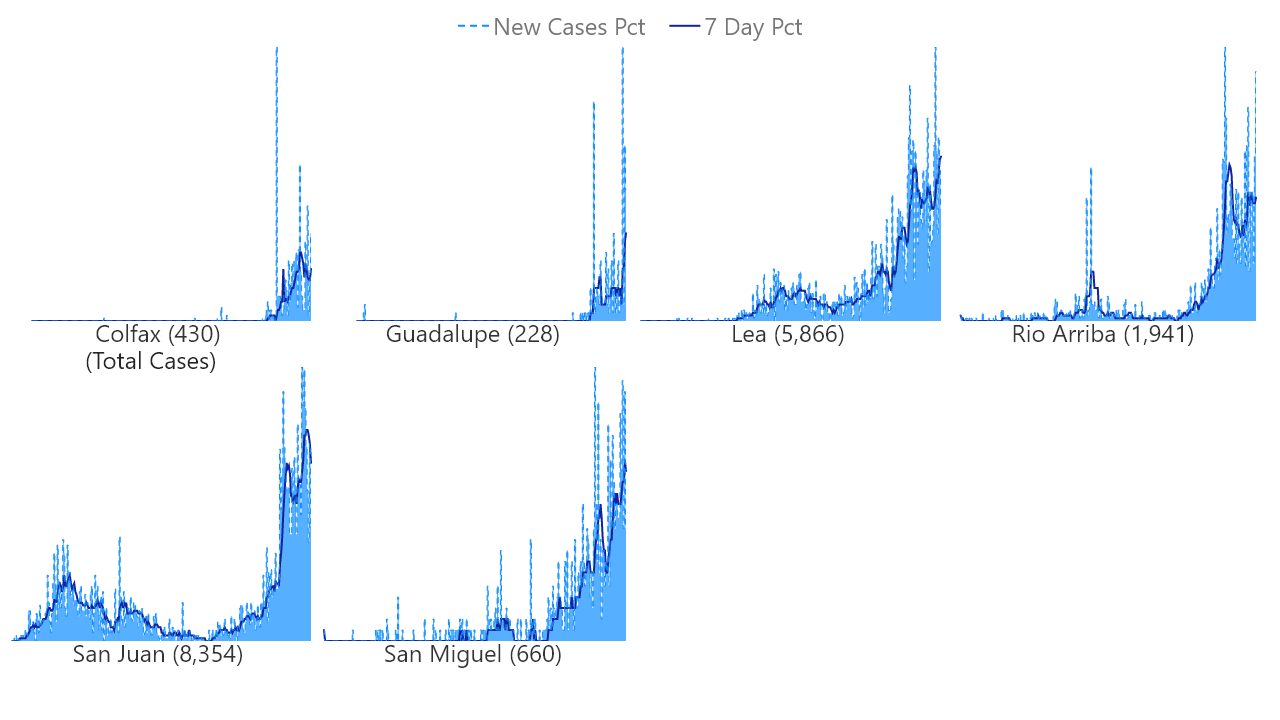 New Cases Pct 7 Day Pct
Colfax (430) Guadalupe (228) Lea (5,866) Rio Arriba (1,941)
(Total Cases)
San Juan (8,354) San Miguel (660)